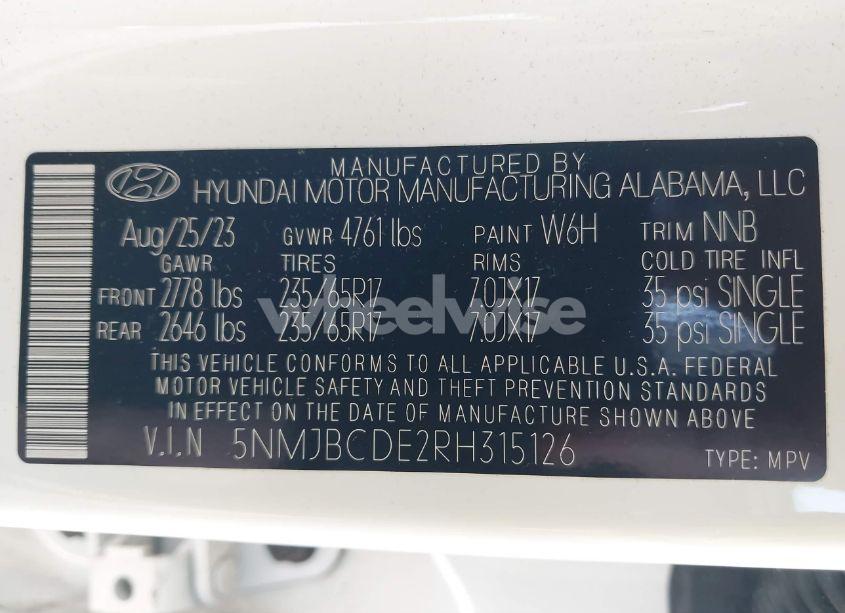 MANUFACTURED BY
HYUNDAI MOTOR MANUFACTURING ALABAMA, LLC
Aug/25/23 GVWR 4761 lbs PAINT W6H TRIM NNB
GAWR TIRES RIMS COLD TIRE INFL
FRONT 2778 lbs 235/65R17 7.0JX17 35 psi SINGLE
REAR 2646 lbs 235/65R17 7.0JX17 35 psi SINGLE
wheelwise
THIS VEHICLE CONFORMS TO ALL APPLICABLE U.S.A. FEDERAL
MOTOR VEHICLE SAFETY AND THEFT PREVENTION STANDARDS
IN EFFECT ON THE DATE OF MANUFACTURE SHOWN ABOVE
V.I.N 5NMJBCDE2RH315126 TYPE: MPV